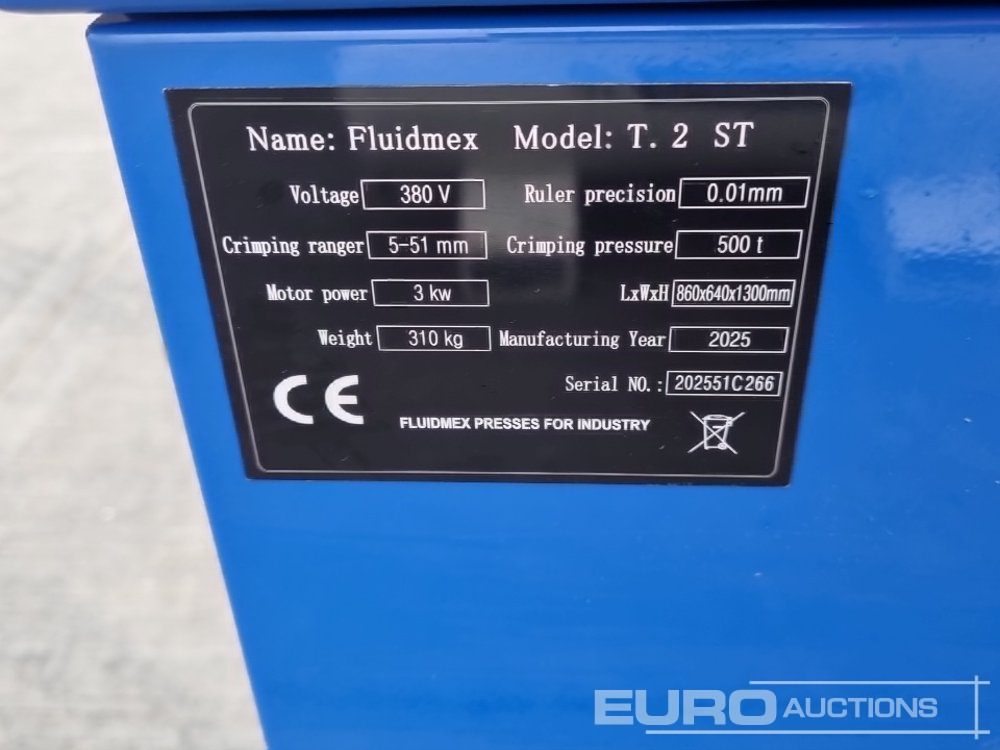 Name: Fluidmex Model: T. 2 ST
Voltage 380 V Ruler precision 0.01mm
Crimping ranger 5-51 mm Crimping pressure 500 t
Motor power 3 kw LxWxH 860x640x1300mm
Weight 310 kg Manufacturing Year 2025
Serial NO.: 202551C266
CE FLUIDMEX PRESSES FOR INDUSTRY
EURO AUCTIONS